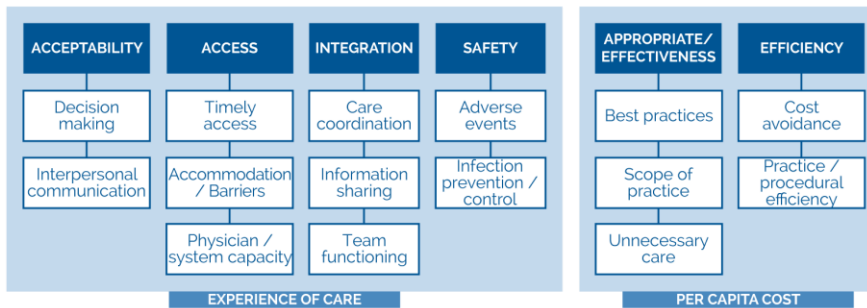 ACCEPTABILITY
Decision
making
Interpersonal
communication
ACCESS
Timely
access
Accommodation
/ Barriers
Physician /
system capacity
INTEGRATION
Care
coordination
Information
sharing
Team
functioning
SAFETY
Adverse
events
Infection
prevention /
control
EXPERIENCE OF CARE
APPROPRIATE/
EFFECTIVENESS
Best practices
Scope of
practice
Unnecessary
care
EFFICIENCY
Cost
avoidance
Practice /
procedural
efficiency
PER CAPITA COST